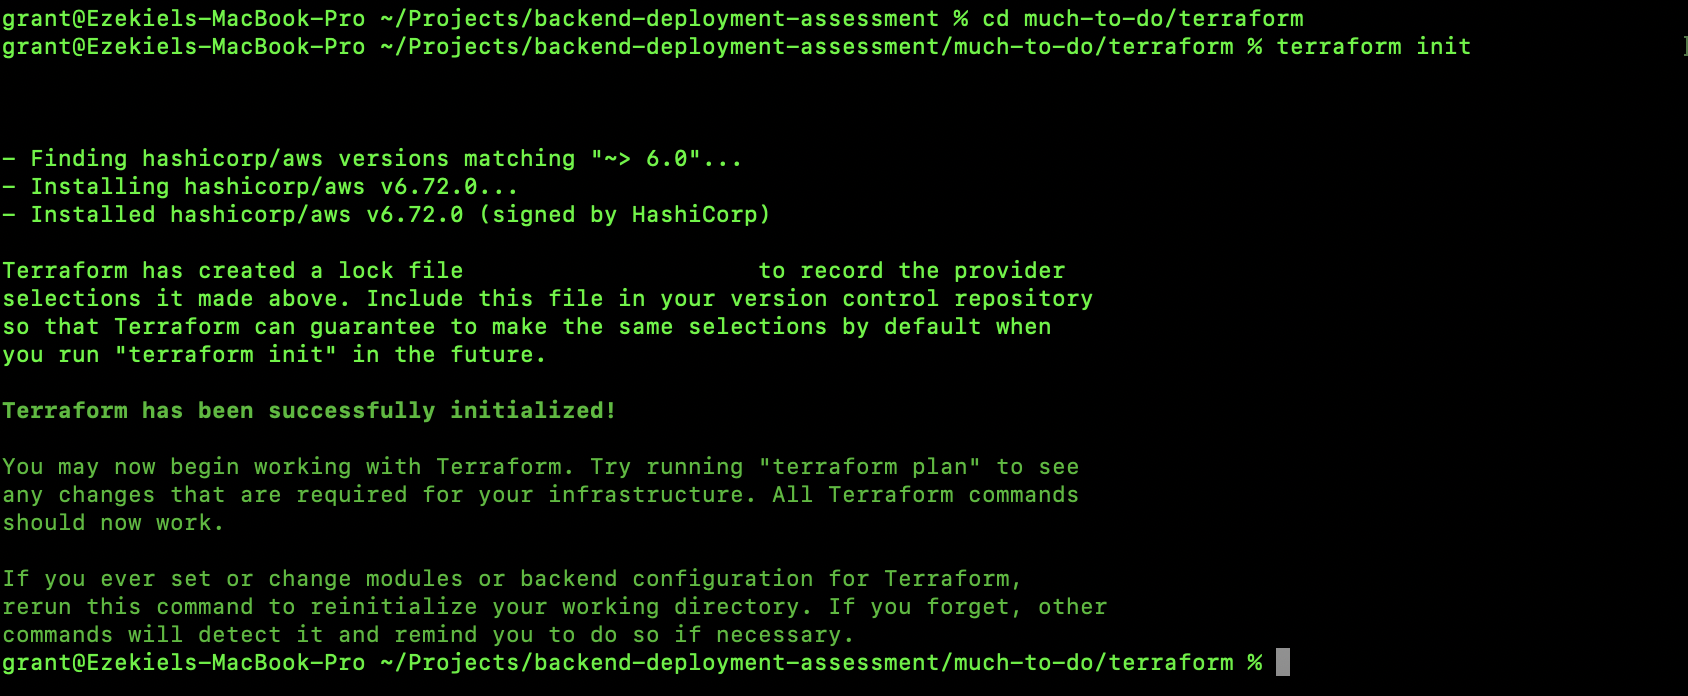 grant@Ezekiels-MacBook-Pro ~/Projects/backend-deployment-assessment % cd much-to-do/terraform
grant@Ezekiels-MacBook-Pro ~/Projects/backend-deployment-assessment/much-to-do/terraform % terraform init
- Finding hashicorp/aws versions matching "~> 6.0"...
- Installing hashicorp/aws v6.72.0...
- Installed hashicorp/aws v6.72.0 (signed by HashiCorp)
Terraform has created a lock file to record the provider
selections it made above. Include this file in your version control repository
so that Terraform can guarantee to make the same selections by default when
you run "terraform init" in the future.
Terraform has been successfully initialized!
You may now begin working with Terraform. Try running "terraform plan" to see
any changes that are required for your infrastructure. All Terraform commands
should now work.
If you ever set or change modules or backend configuration for Terraform,
rerun this command to reinitialize your working directory. If you forget, other
commands will detect it and remind you to do so if necessary.
grant@Ezekiels-MacBook-Pro ~/Projects/backend-deployment-assessment/much-to-do/terraform %